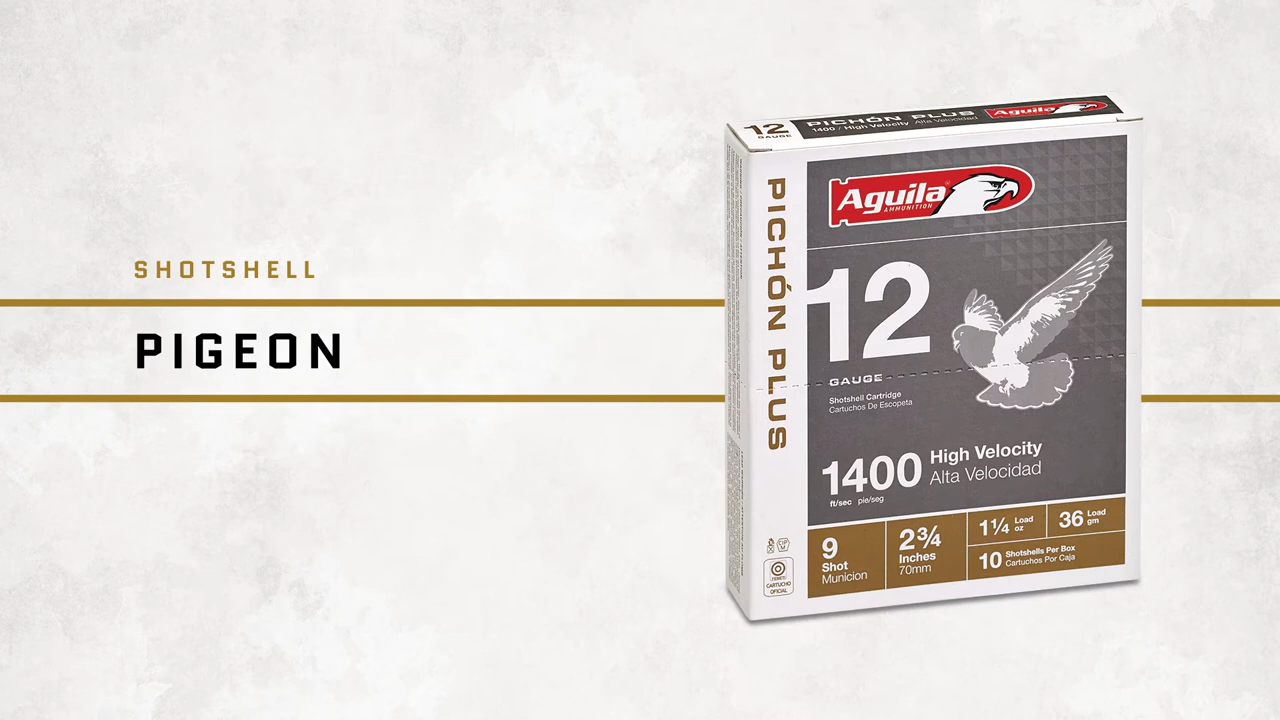 SHOTSHELL
PIGEON
12
GAUGE
PICHÓN PLUS
1400 / High Velocity Alta Velocidad
Aguila
PICHÓN PLUS
Aguila
AMMUNITION
12
GAUGE
Shotshell Cartridge
Cartuchos De Escopeta
1400
ft/sec pie/seg
High Velocity
Alta Velocidad
9
Shot
Municion
2¾
Inches
70mm
1¼ Load oz
36 Load gm
10 Shotshells Per Box
Cartuchos Por Caja
CARTUCHO
OFICIAL